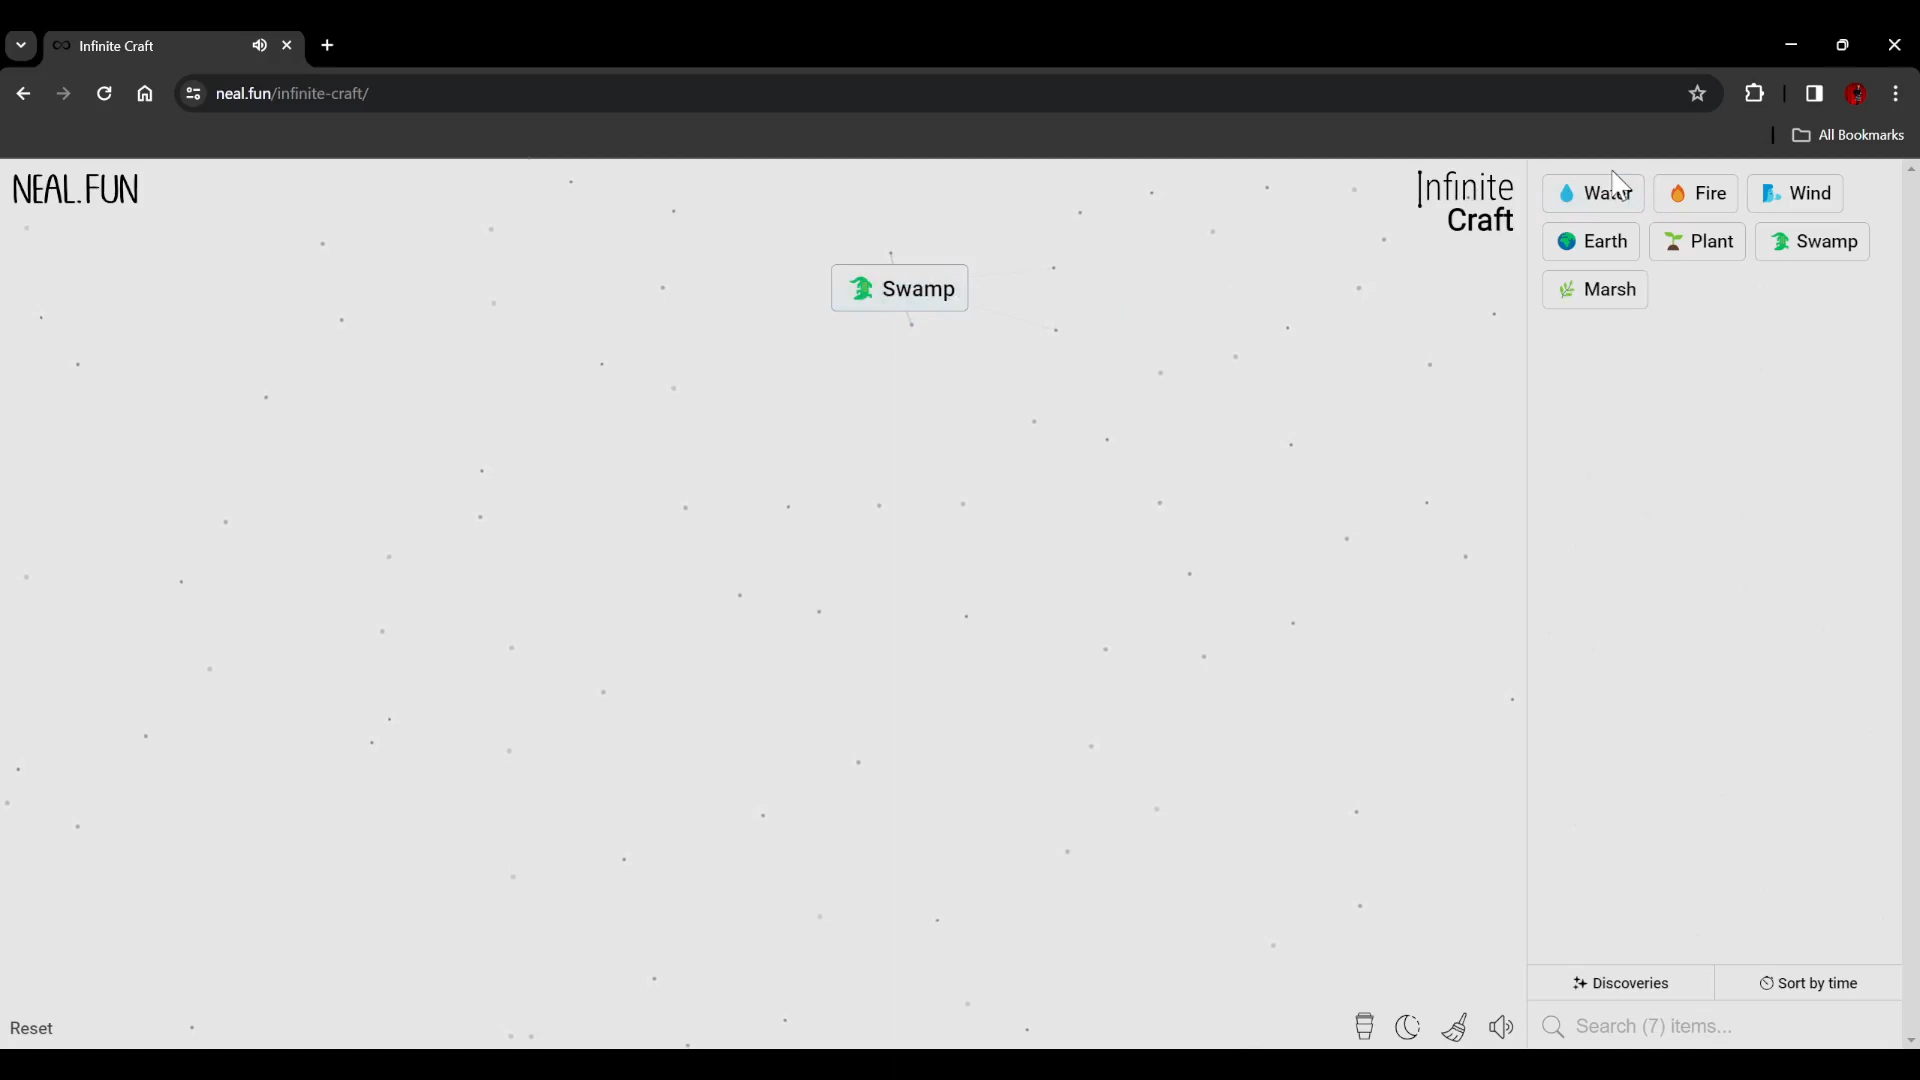 Infinite Craft
neal.fun/infinite-craft/
All Bookmarks
NEAL.FUN
Infinite
Craft
Water
Fire
Wind
Earth
Plant
Swamp
Marsh
Swamp
Discoveries
Sort by time
Search (7) items...
Reset